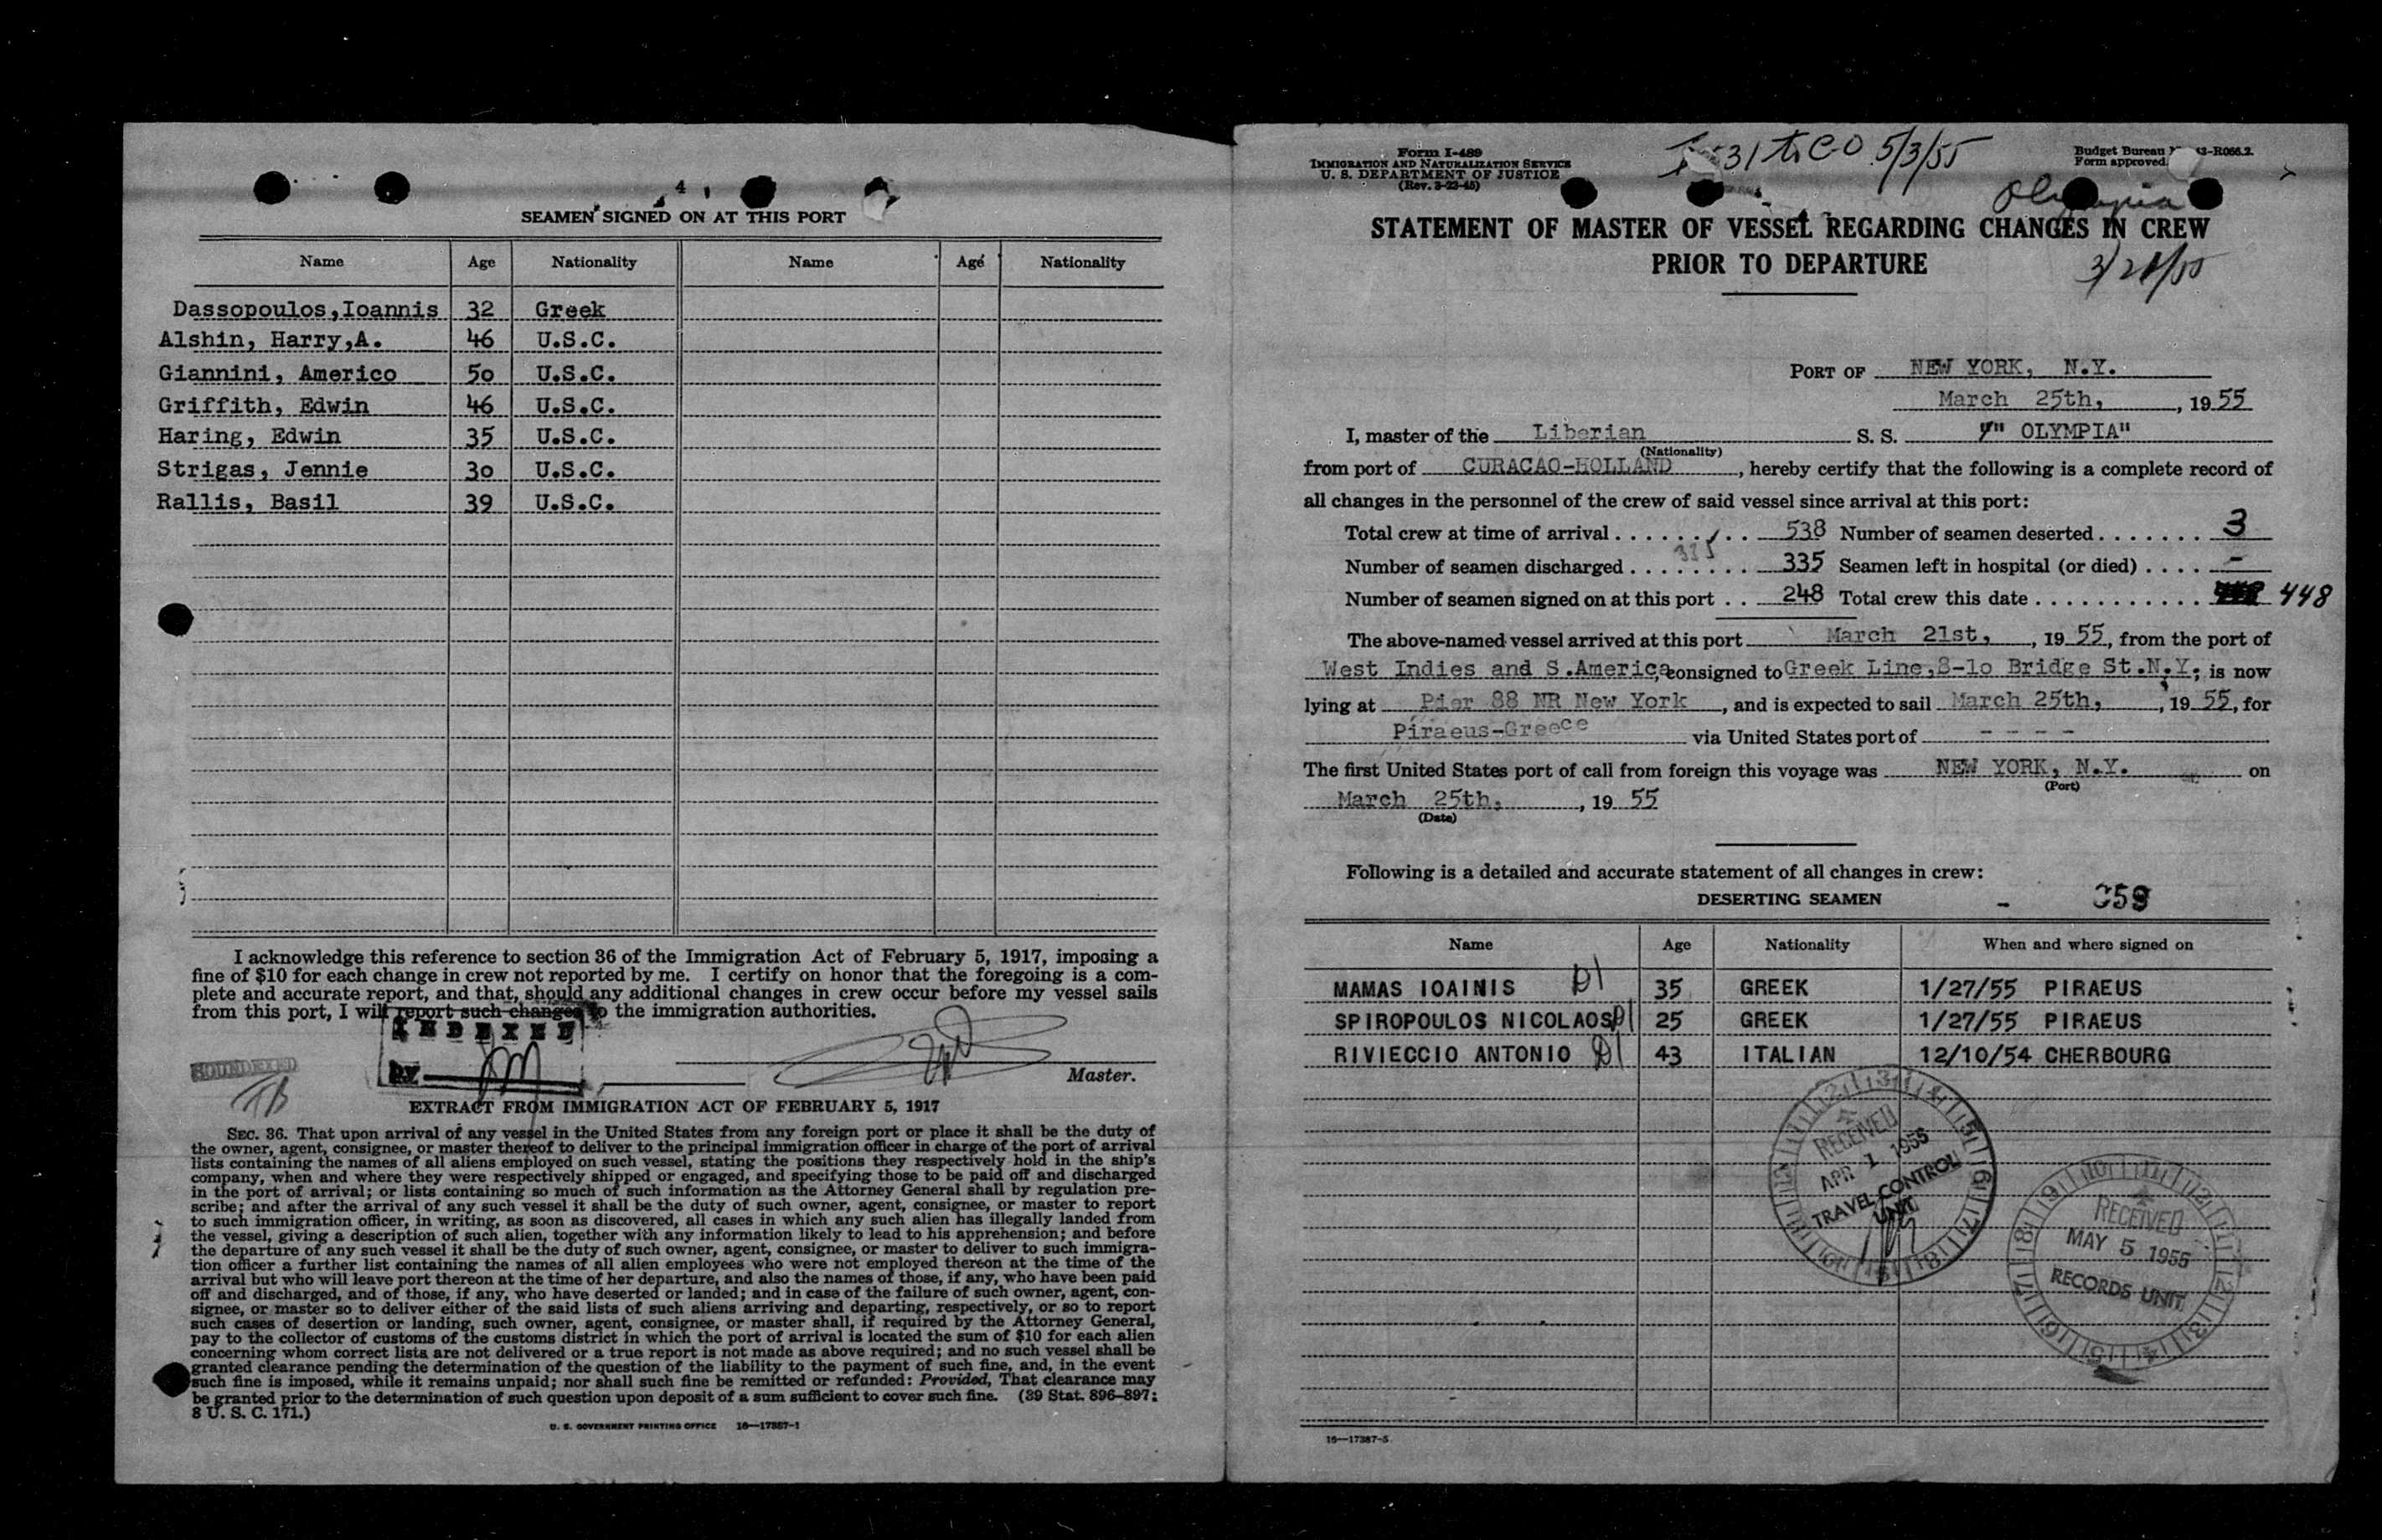 4
SEAMEN SIGNED ON AT THIS PORT
Name Age Nationality Name Age Nationality
Dassopoulos,Ioannis 32 Greek
Alshin, Harry,A. 46 U.S.C.
Giannini, Americo 50 U.S.C.
Griffith, Edwin 46 U.S.C.
Haring, Edwin 35 U.S.C.
Strigas, Jennie 30 U.S.C.
Rallis, Basil 39 U.S.C.
I acknowledge this reference to section 36 of the Immigration Act of February 5, 1917, imposing a
fine of $10 for each change in crew not reported by me. I certify on honor that the foregoing is a com-
plete and accurate report, and that, should any additional changes in crew occur before my vessel sails
from this port, I will report such changes to the immigration authorities.
INDEXED
SOUNDEXED
by
Master.
EXTRACT FROM IMMIGRATION ACT OF FEBRUARY 5, 1917
SEC. 36. That upon arrival of any vessel in the United States from any foreign port or place it shall be the duty of
the owner, agent, consignee, or master thereof to deliver to the principal immigration officer in charge of the port of arrival
lists containing the names of all aliens employed on such vessel, stating the positions they respectively hold in the ship's
company, when and where they were respectively shipped or engaged, and specifying those to be paid off and discharged
in the port of arrival; or lists containing so much of such information as the Attorney General shall by regulation pre-
scribe; and after the arrival of any such vessel it shall be the duty of such owner, agent, consignee, or master to report
to such immigration officer, in writing, as soon as discovered, all cases in which any such alien has illegally landed from
the vessel, giving a description of such alien, together with any information likely to lead to his apprehension; and before
the departure of any such vessel it shall be the duty of such owner, agent, consignee, or master to deliver to such immigra-
tion officer a further list containing the names of all alien employees who were not employed thereon at the time of the
arrival but who will leave port thereon at the time of her departure, and also the names of those, if any, who have been paid
off and discharged, and of those, if any, who have deserted or landed; and in case of the failure of such owner, agent, con-
signee, or master so to deliver either of the said lists of such aliens arriving and departing, respectively, or so to report
such cases of desertion or landing, such owner, agent, consignee, or master shall, if required by the Attorney General,
pay to the collector of customs of the customs district in which the port of arrival is located the sum of $10 for each alien
concerning whom correct lists are not delivered or a true report is not made as above required; and no such vessel shall be
granted clearance pending the determination of the question of the liability to the payment of such fine, and, in the event
such fine is imposed, while it remains unpaid; nor shall such fine be remitted or refunded: Provided, That clearance may
be granted prior to the determination of such question upon deposit of a sum sufficient to cover such fine. (39 Stat. 896-897;
8 U. S. C. 171.)
U. S. GOVERNMENT PRINTING OFFICE 16—17387-1
Form I-489
IMMIGRATION AND NATURALIZATION SERVICE
U. S. DEPARTMENT OF JUSTICE
(Rev. 3-23-45)
31 to CO 5/3/55
Budget Bureau 43-R066.2.
Form approved.
Olympia
STATEMENT OF MASTER OF VESSEL REGARDING CHANGES IN CREW
PRIOR TO DEPARTURE
3/21/55
PORT OF NEW YORK, N.Y.
March 25th, , 19 55
I, master of the Liberian S. S. " OLYMPIA"
(Nationality)
from port of CURACAO-HOLLAND , hereby certify that the following is a complete record of
all changes in the personnel of the crew of said vessel since arrival at this port:
Total crew at time of arrival . . . . . . . . 538 Number of seamen deserted . . . . . . . 3
335
Number of seamen discharged . . . . . . . . 335 Seamen left in hospital (or died) . . . . -
Number of seamen signed on at this port . . 248 Total crew this date . . . . . . . . . . . 448
The above-named vessel arrived at this port March 21st, , 19 55, from the port of
West Indies and S.America, consigned to Greek Line,8-10 Bridge St.N.Y; is now
lying at Pier 88 NR New York , and is expected to sail March 25th, , 19 55, for
Piraeus-Greece via United States port of - - - -
The first United States port of call from foreign this voyage was NEW YORK, N.Y. on
(Port)
March 25th, , 19 55
(Date)
Following is a detailed and accurate statement of all changes in crew:
DESERTING SEAMEN - 359
Name Age Nationality When and where signed on
MAMAS IOAINIS D1 35 GREEK 1/27/55 PIRAEUS
SPIROPOULOS NICOLAOS D1 25 GREEK 1/27/55 PIRAEUS
RIVIECCIO ANTONIO D1 43 ITALIAN 12/10/54 CHERBOURG
RECEIVED
APR 1 1955
TRAVEL CONTROL
UNIT
RECEIVED
MAY 5 1955
RECORDS UNIT
16—17387-5